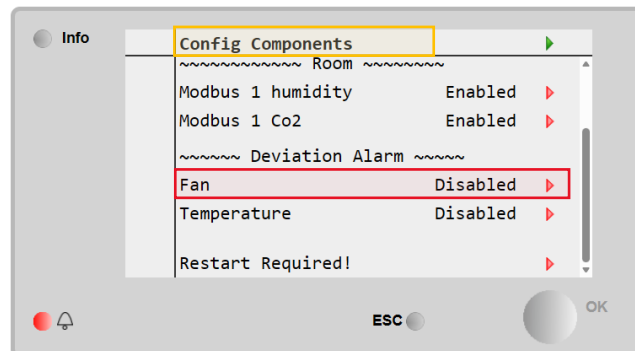 Info
Config Components
~~~~~~~~~~~~ Room ~~~~~~~~
Modbus 1 humidity Enabled
Modbus 1 Co2 Enabled
~~~~~~ Deviation Alarm ~~~~~
Fan Disabled
Temperature Disabled
Restart Required!
ESC
OK